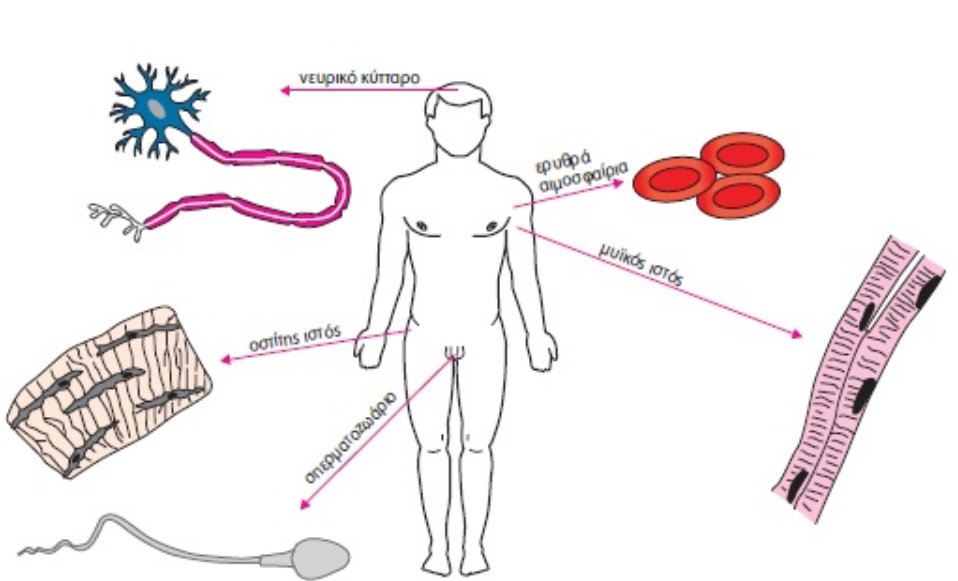 νευρικό κύτταρο
ερυθρά
αιμοσφαίρια
μυϊκός ιστός
οστίτης ιστός
σπερματοζωάριο